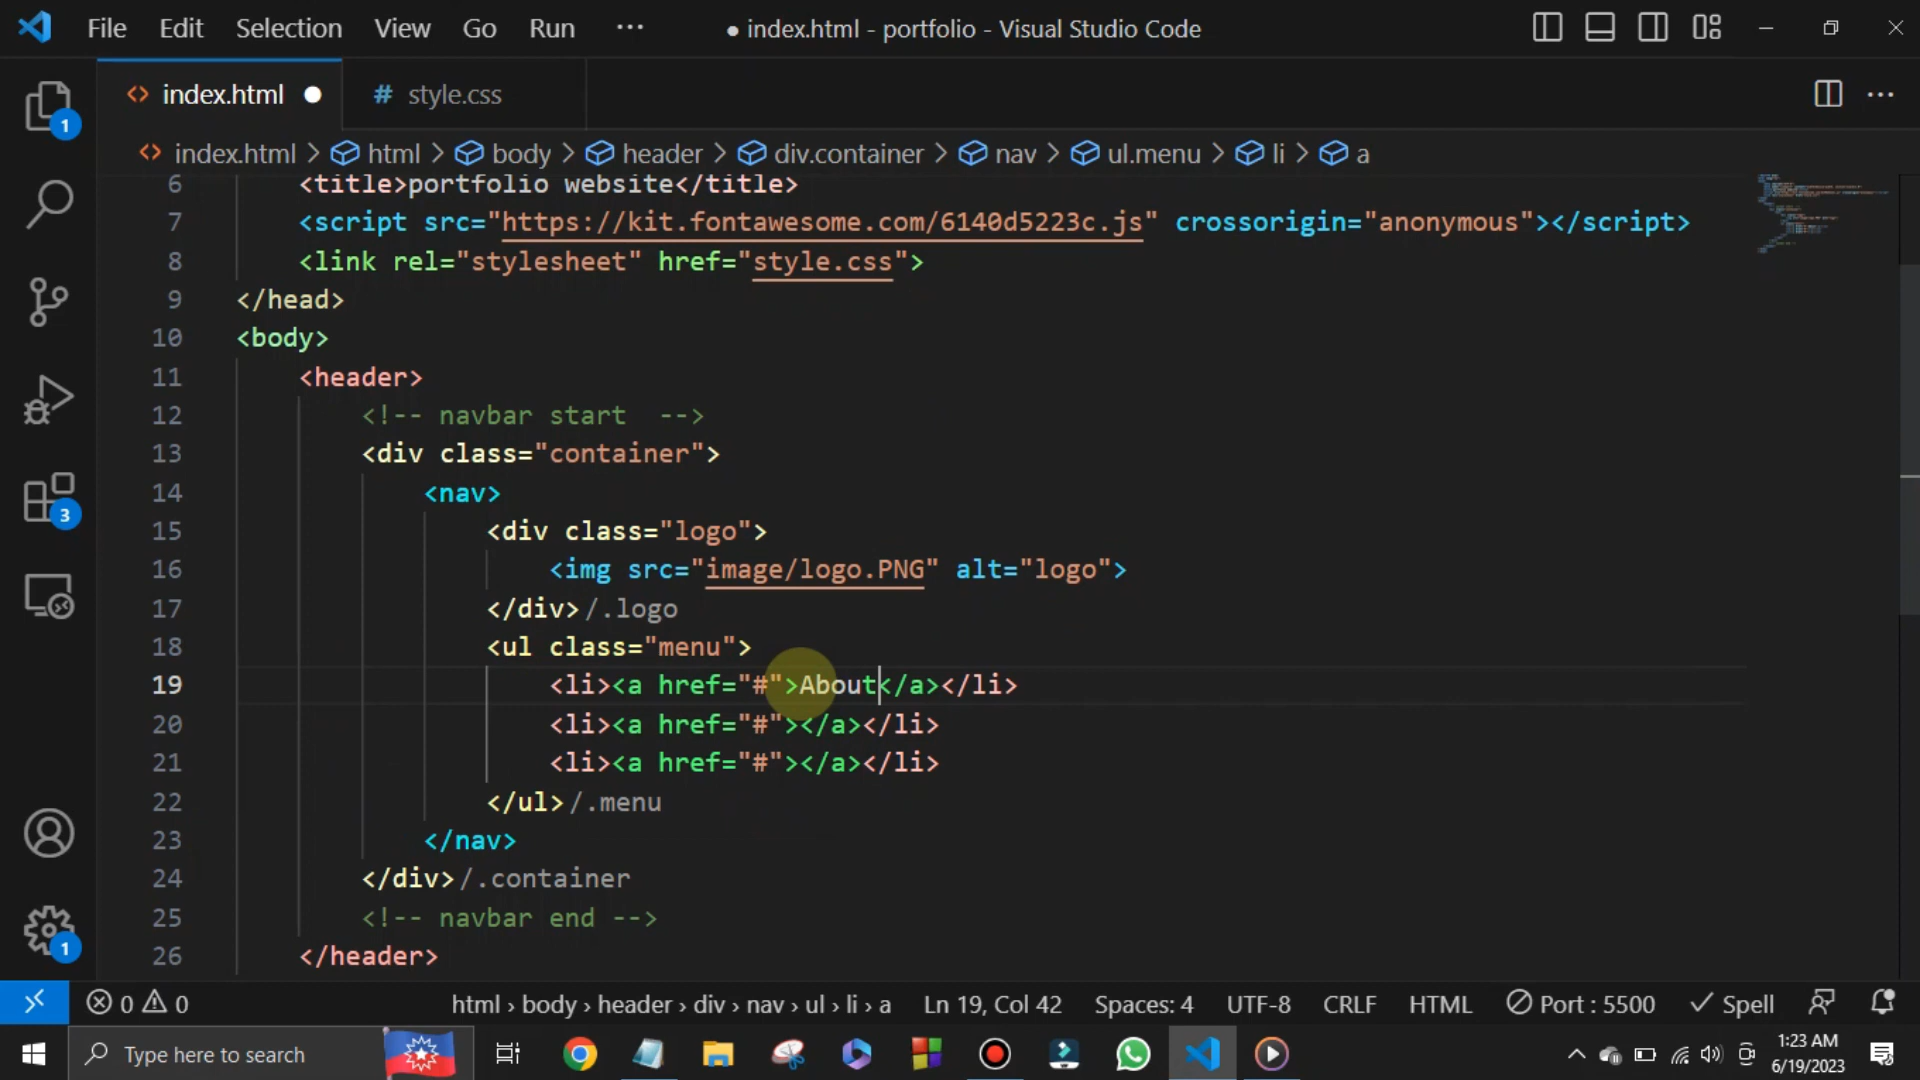 File Edit Selection View Go Run ··· ● index.html - portfolio - Visual Studio Code
index.html style.css
index.html > html > body > header > div.container > nav > ul.menu > li > a
6 <title>portfolio website</title>
7 <script src="https://kit.fontawesome.com/6140d5223c.js" crossorigin="anonymous"></script>
8 <link rel="stylesheet" href="style.css">
9 </head>
10 <body>
11 <header>
12 <!-- navbar start  -->
13 <div class="container">
14 <nav>
15 <div class="logo">
16 <img src="image/logo.PNG" alt="logo">
17 </div>/.logo
18 <ul class="menu">
19 <li><a href="#">About</a></li>
20 <li><a href="#"></a></li>
21 <li><a href="#"></a></li>
22 </ul>/.menu
23 </nav>
24 </div>/.container
25 <!-- navbar end -->
26 </header>
1
3
1
0 0 html › body › header › div › nav › ul › li › a Ln 19, Col 42 Spaces: 4 UTF-8 CRLF HTML Port : 5500 Spell
Type here to search
1:23 AM
6/19/2023